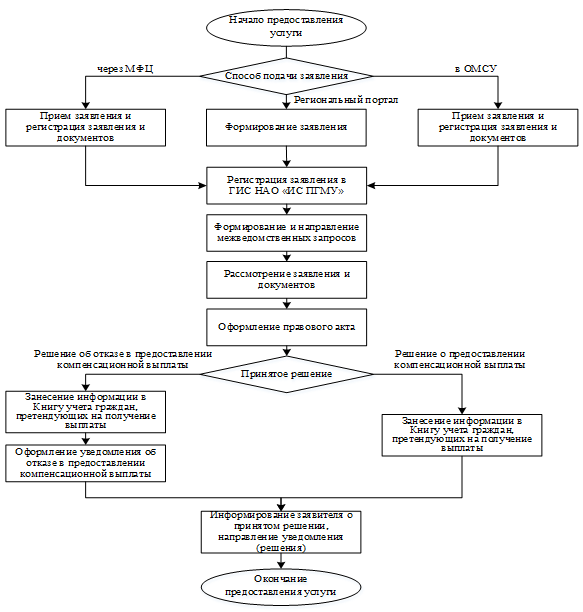 Начало предоставления
услуги
через МФЦ
Способ подачи заявления
в ОМСУ
Региональный портал
Прием заявления и
регистрация заявления и
документов
Формирование заявления
Прием заявления и
регистрация заявления и
документов
Регистрация заявления в
ГИС НАО «ИС ПГМУ»
Формирование и направление
межведомственных запросов
Рассмотрение заявления и
документов
Оформление правового акта
Решение об отказе в предоставлении
компенсационной выплаты
Принятое решение
Решение о предоставлении
компенсационной выплаты
Занесение информации в
Книгу учета граждан,
претендующих на получение
выплаты
Занесение информации в
Книгу учета граждан,
претендующих на получение
выплаты
Оформление уведомления об
отказе в предоставлении
компенсационной выплаты
Информирование заявителя о
принятом решении,
направление уведомления
(решения)
Окончание
предоставления услуги